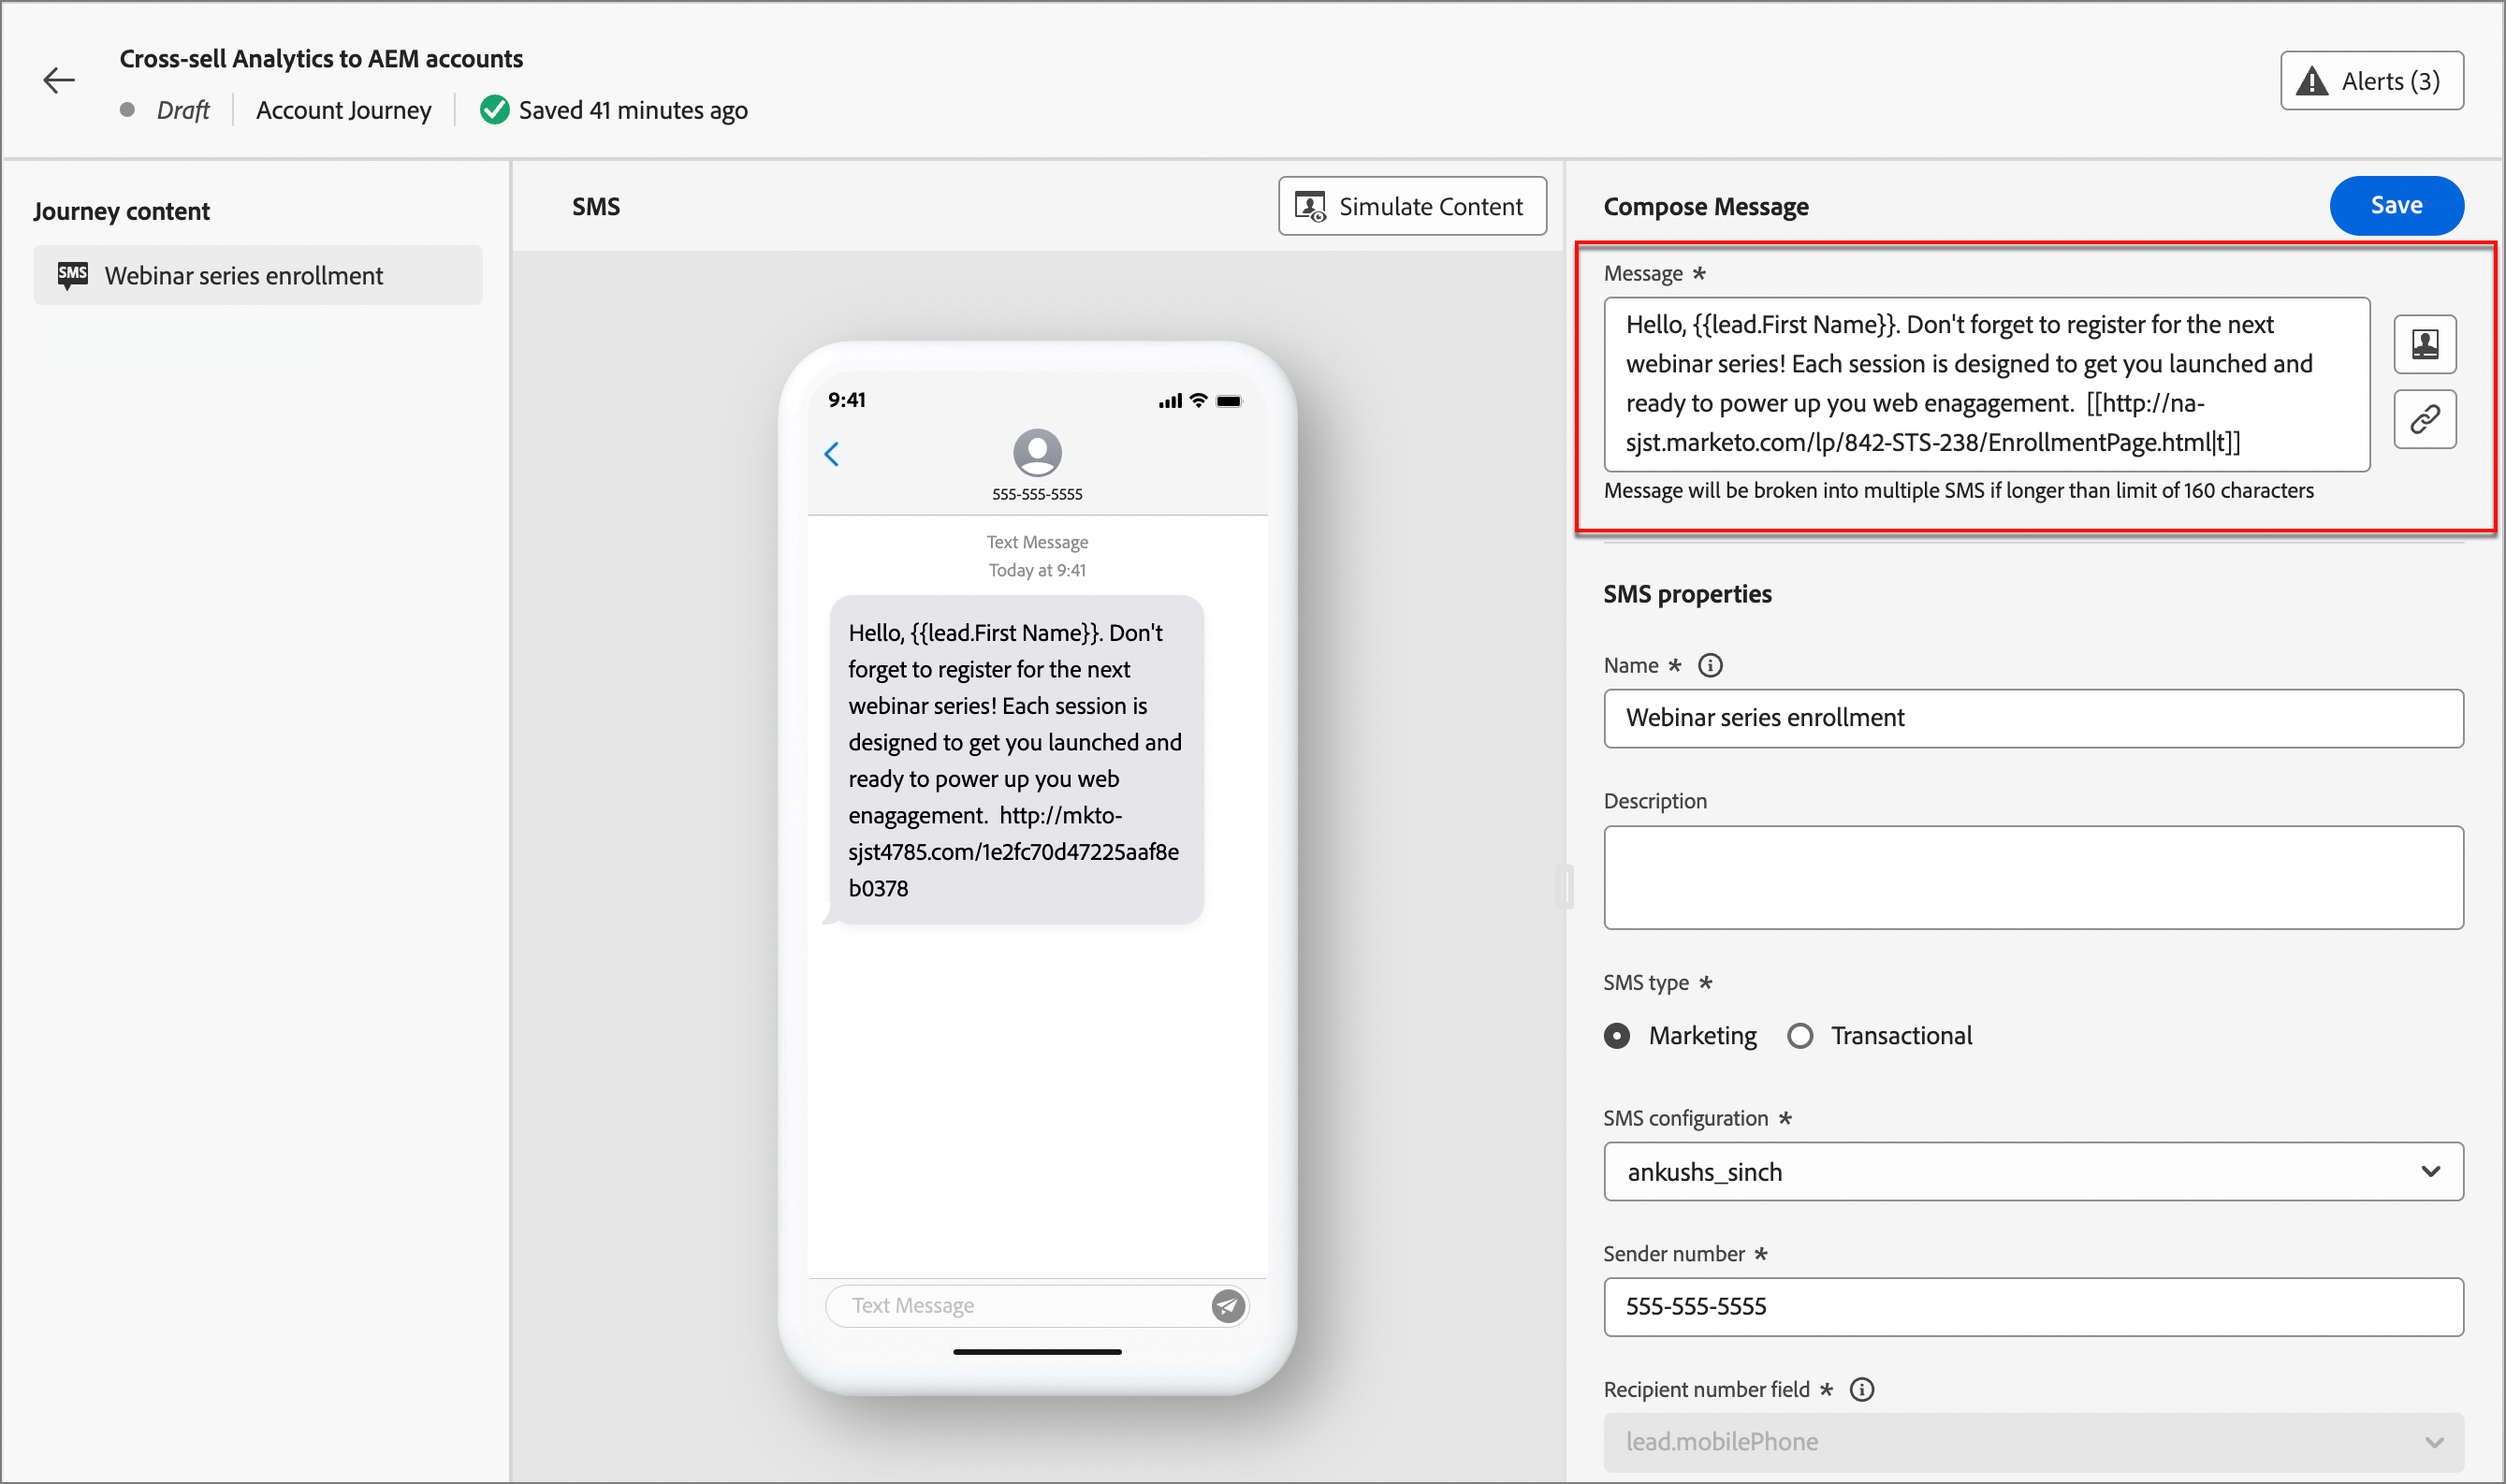 Cross-sell Analytics to AEM accounts
Draft
Account Journey
Saved 41 minutes ago
Alerts (3)
Journey content
SMS
Webinar series enrollment
SMS
Simulate Content
9:41
555-555-5555
Text Message
Today at 9:41
Hello, {{lead.First Name}}. Don't
forget to register for the next
webinar series! Each session is
designed to get you launched and
ready to power up you web
enagagement.  http://mkto-
sjst4785.com/1e2fc70d47225aaf8e
b0378
Text Message
Compose Message
Save
Message *
Hello, {{lead.First Name}}. Don't forget to register for the next
webinar series! Each session is designed to get you launched and
ready to power up you web enagagement.  [[http://na-
sjst.marketo.com/lp/842-STS-238/EnrollmentPage.html|t]]
Message will be broken into multiple SMS if longer than limit of 160 characters
SMS properties
Name *
Webinar series enrollment
Description
SMS type *
Marketing
Transactional
SMS configuration *
ankushs_sinch
Sender number *
555-555-5555
Recipient number field *
lead.mobilePhone